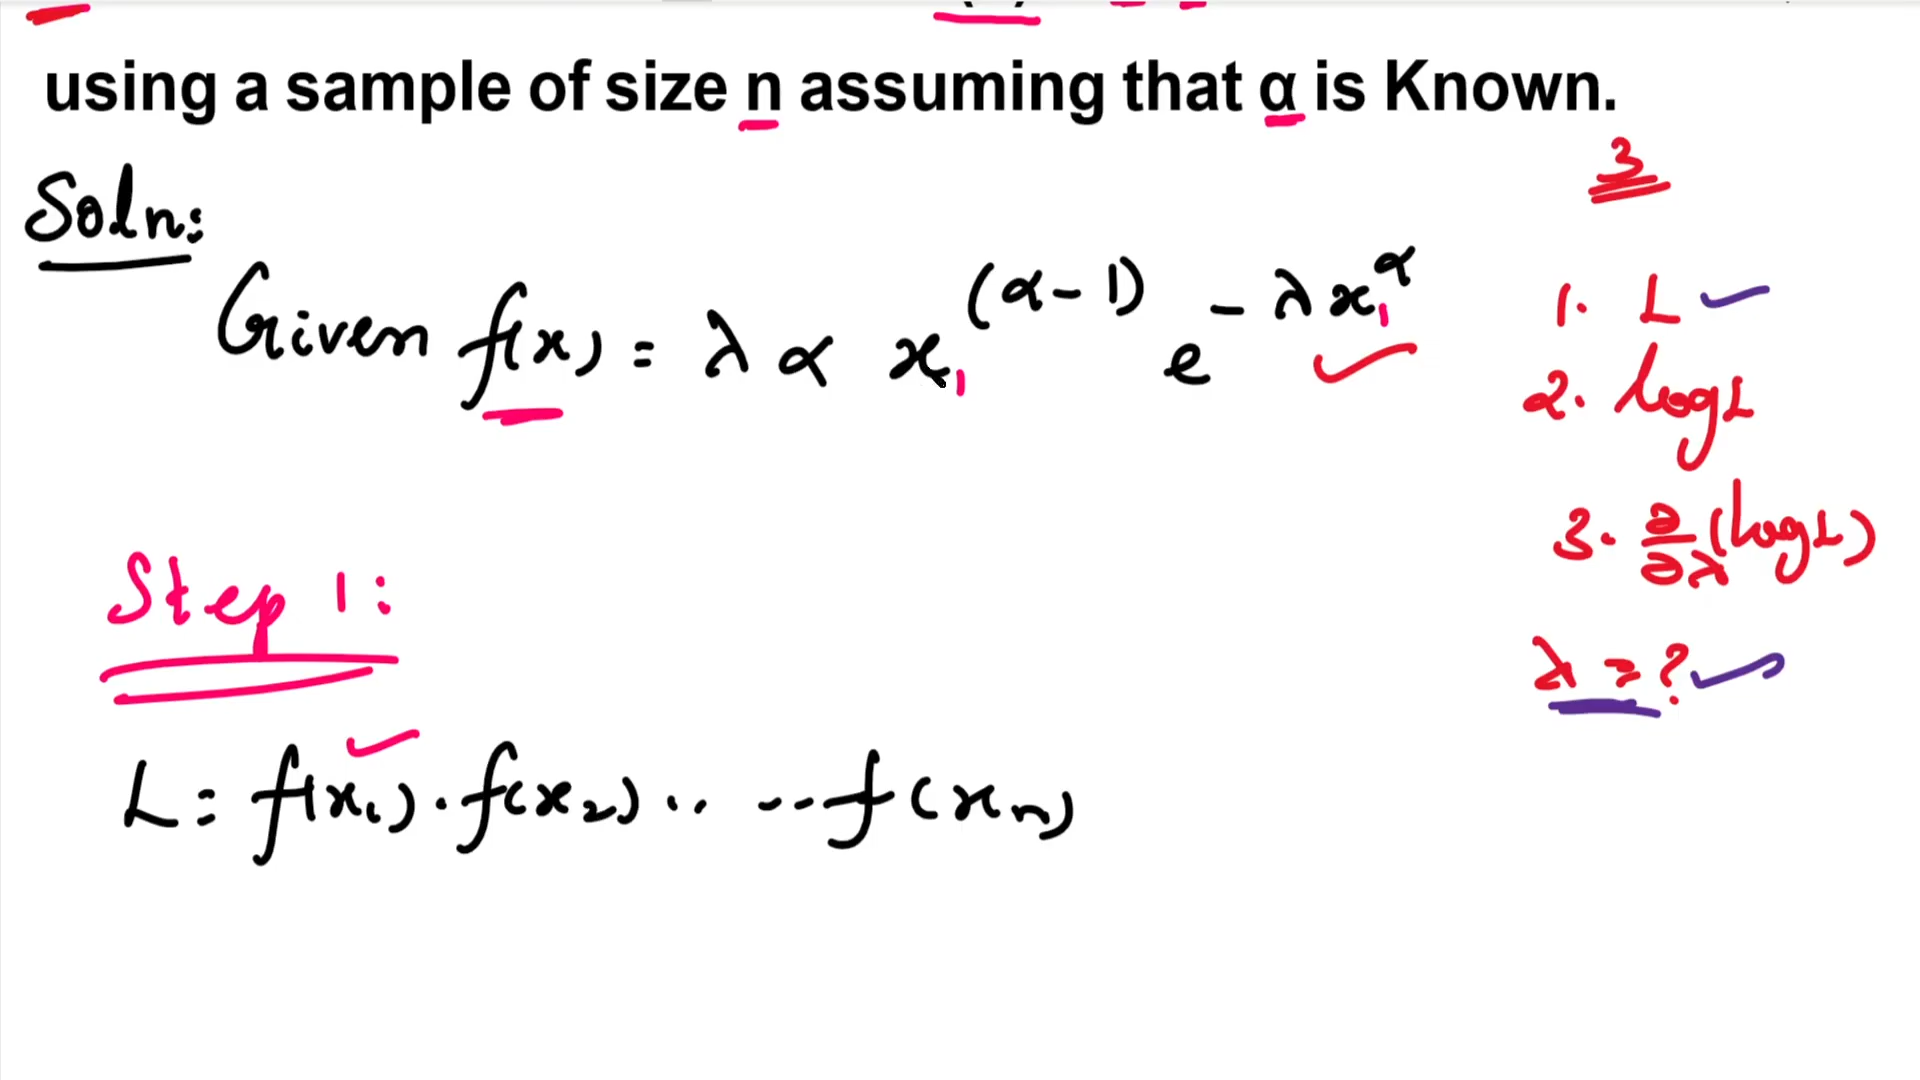 using a sample of size n assuming that α is Known.
Soln:
Given f(x) = λ α x₁^(α-1) e^-λx₁^α
3
1. L
2. logL
3. ∂/∂λ (logL)
λ = ?
Step 1:
L = f(x₁) . f(x₂) .. ... f(xₙ)